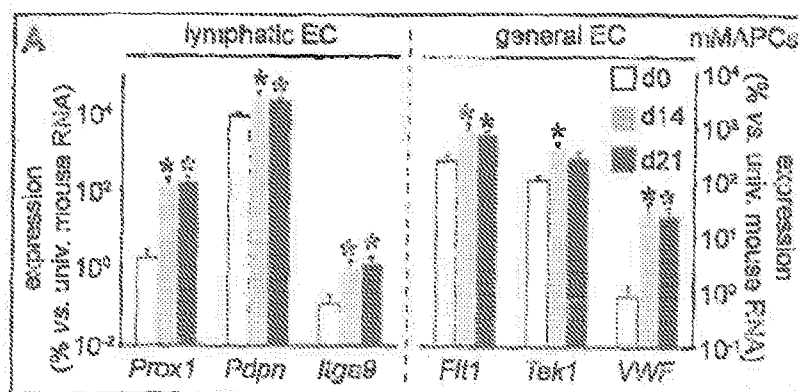 A lymphatic EC general EC mMAPCs
d0
d14
d21
expression
(% vs. univ. mouse RNA)
10⁴
10²
10⁰
10⁻²
10⁴
10³
10²
10¹
10⁰
10⁻¹
expression
(% vs. univ. mouse RNA)
* * * * * * * * * * *
Prox1 Pdpn Itga9 Flt1 Tek1 VWF